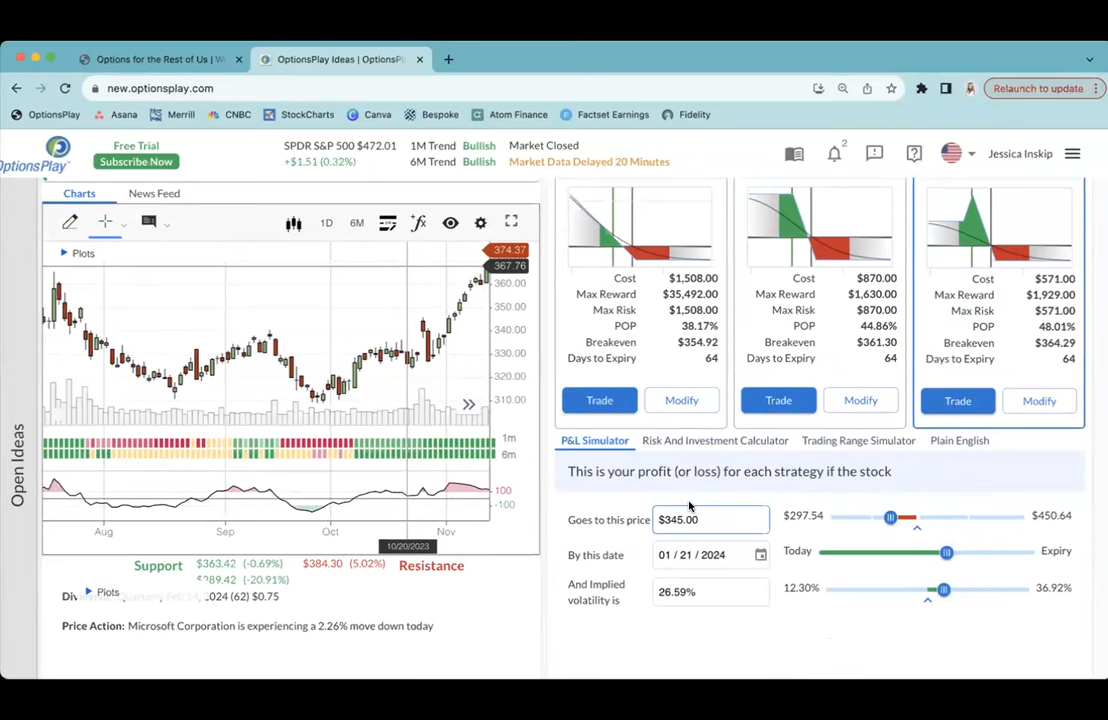 Options for the Rest of Us | W
OptionsPlay Ideas | OptionsPl
new.optionsplay.com
Relaunch to update
OptionsPlay
Asana
Merrill
CNBC
StockCharts
Canva
Bespoke
Atom Finance
Factset Earnings
Fidelity
OptionsPlay
Free Trial
Subscribe Now
SPDR S&P 500 $472.01
+$1.51 (0.32%)
1M Trend Bullish
6M Trend Bullish
Market Closed
Market Data Delayed 20 Minutes
2
Jessica Inskip
Open Ideas
Charts
News Feed
1D
6M
Plots
374.37
367.76
360.00
350.00
340.00
330.00
320.00
310.00
1m
6m
100
-100
Aug
Sep
Oct
Nov
10/20/2023
Support
$363.42 (-0.69%)
$289.42 (-20.91%)
$384.30 (5.02%)
Resistance
Plots
2024 (62) $0.75
Price Action: Microsoft Corporation is experiencing a 2.26% move down today
Cost $1,508.00
Max Reward $35,492.00
Max Risk $1,508.00
POP 38.17%
Breakeven $354.92
Days to Expiry 64
Trade
Modify
Cost $870.00
Max Reward $1,630.00
Max Risk $870.00
POP 44.86%
Breakeven $361.30
Days to Expiry 64
Trade
Modify
Cost $571.00
Max Reward $1,929.00
Max Risk $571.00
POP 48.01%
Breakeven $364.29
Days to Expiry 64
Trade
Modify
P&L Simulator
Risk And Investment Calculator
Trading Range Simulator
Plain English
This is your profit (or loss) for each strategy if the stock
Goes to this price $345.00
$297.54
$450.64
By this date 01 / 21 / 2024
Today
Expiry
And Implied
volatility is
26.59%
12.30%
36.92%